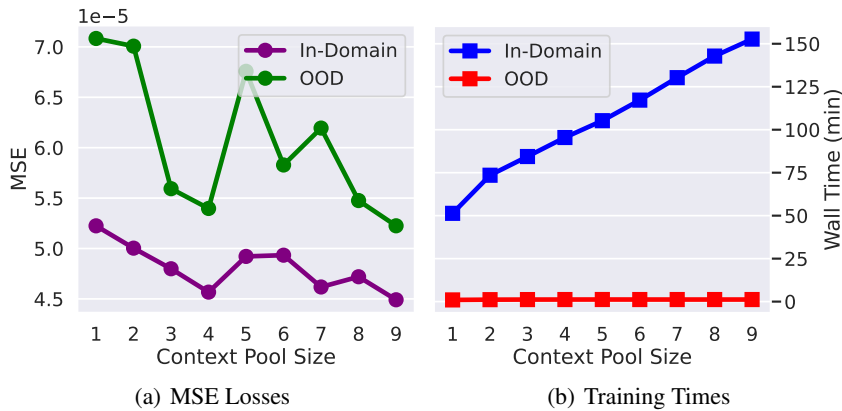 1e−5
7.0
6.5
6.0
5.5
5.0
4.5
MSE
In-Domain
OOD
1 2 3 4 5 6 7 8 9
Context Pool Size
(a) MSE Losses
In-Domain
OOD
150
125
100
75
50
25
0
Wall Time (min)
1 2 3 4 5 6 7 8 9
Context Pool Size
(b) Training Times